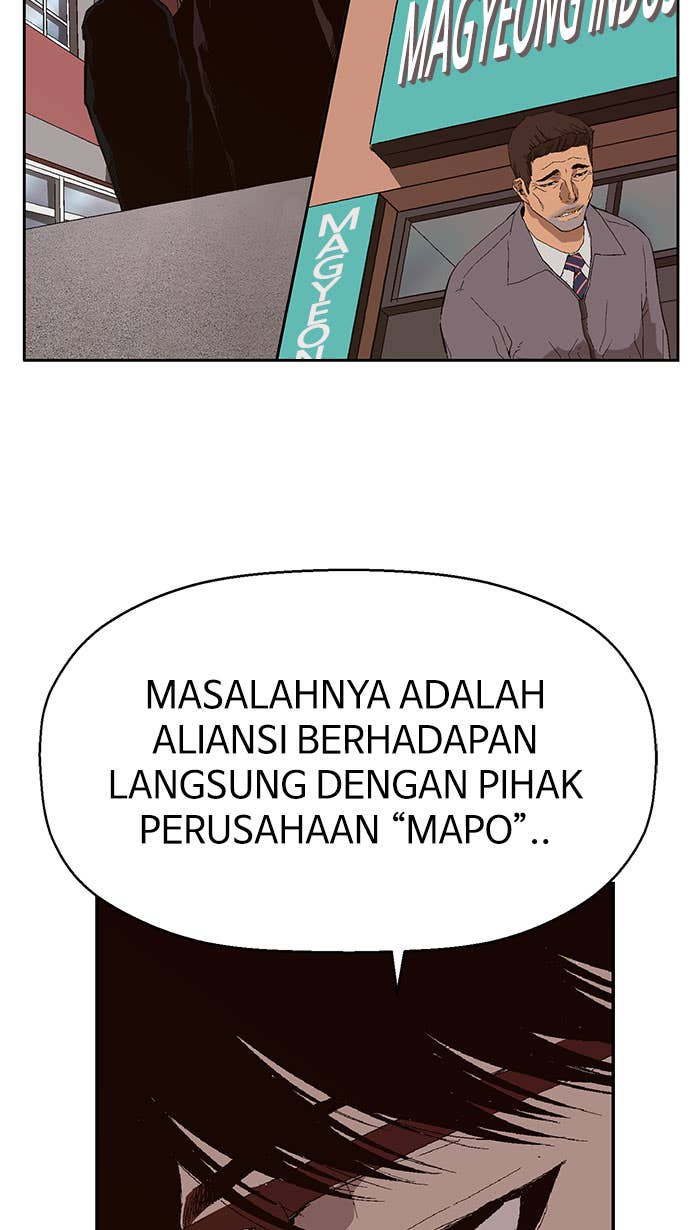 MAGYEONG INDUS
MAGYEON
MASALAHNYA ADALAH
ALIANSI BERHADAPAN
LANGSUNG DENGAN PIHAK
PERUSAHAAN “MAPO”..